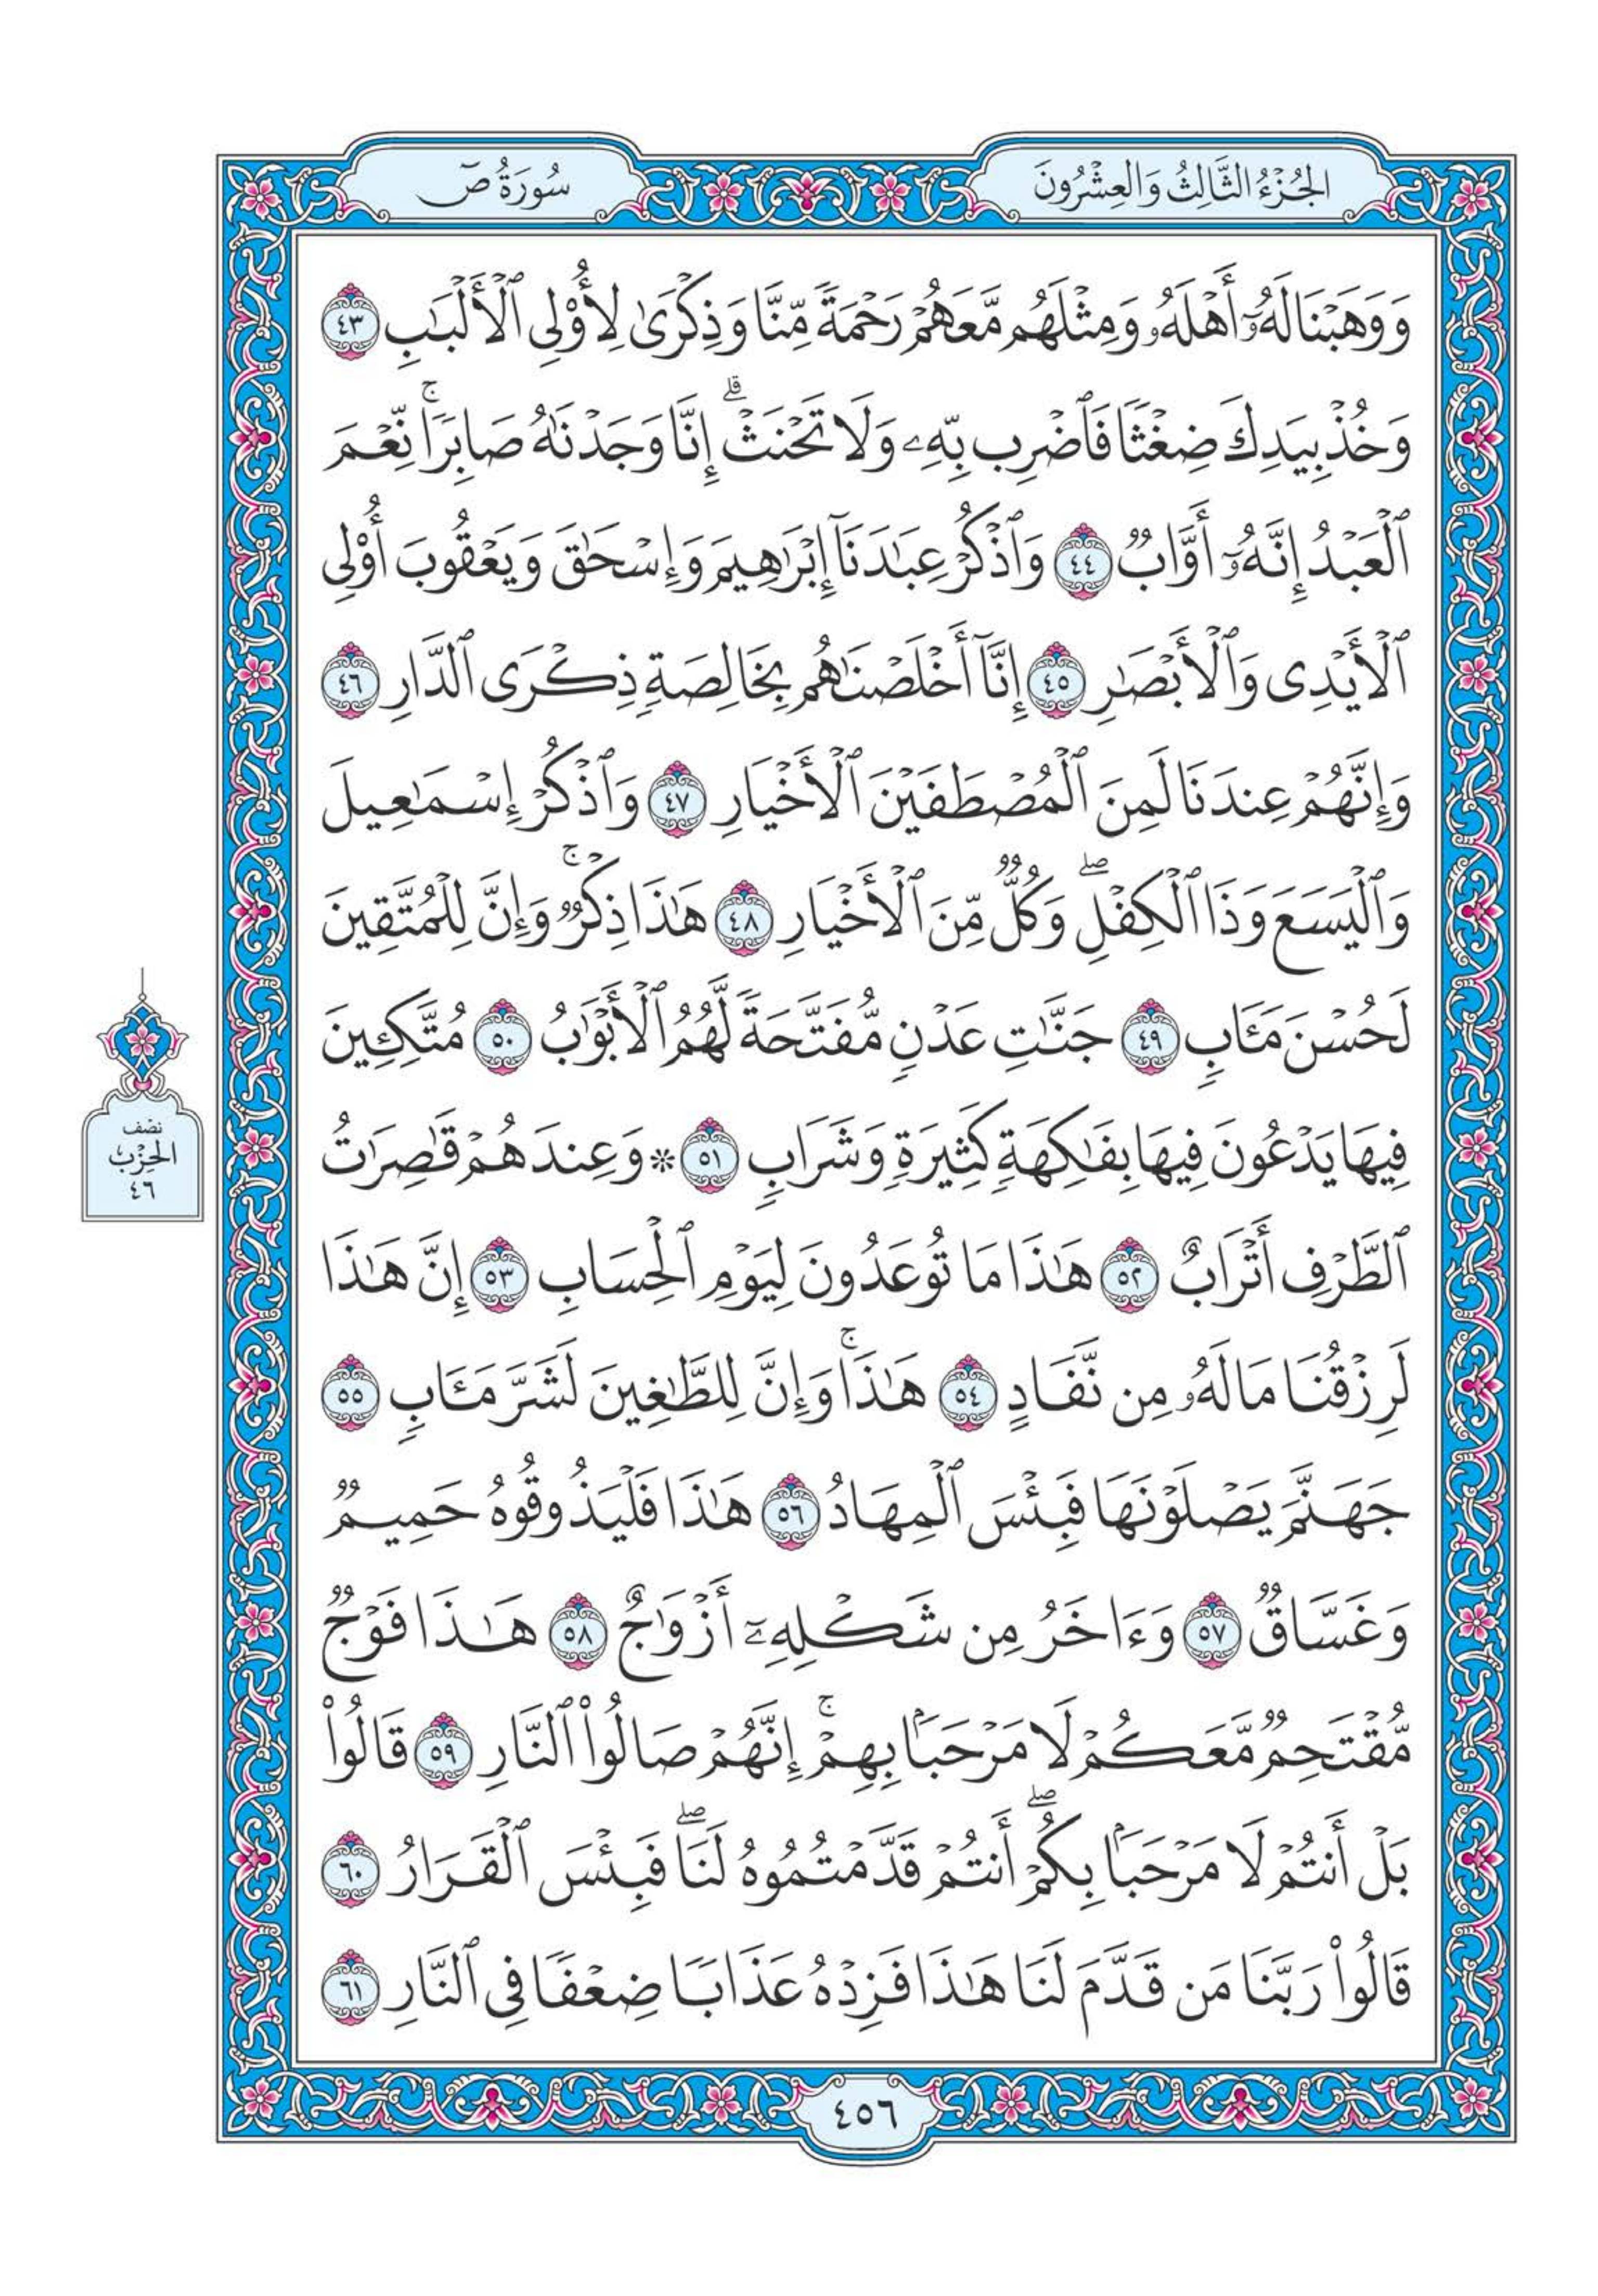 الجُزْءُ الثَّالِثُ وَالعِشْرُونَ
سُورَةُ صٓ
وَوَهَبْنَا لَهُۥٓ أَهْلَهُۥ وَمِثْلَهُم مَّعَهُمْ رَحْمَةً مِّنَّا وَذِكْرَىٰ لِأُو۟لِى ٱلْأَلْبَٰبِ ٤٣
وَخُذْ بِيَدِكَ ضِغْثًا فَٱضْرِب بِّهِۦ وَلَا تَحْنَثْ ۗ إِنَّا وَجَدْنَٰهُ صَابِرًا ۚ نِّعْمَ
ٱلْعَبْدُ إِنَّهُۥٓ أَوَّابٌ ٤٤ وَٱذْكُرْ عِبَٰدَنَآ إِبْرَٰهِيمَ وَإِسْحَٰقَ وَيَعْقُوبَ أُو۟لِى
ٱلْأَيْدِى وَٱلْأَبْصَٰرِ ٤٥ إِنَّآ أَخْلَصْنَٰهُم بِخَالِصَةٍ ذِكْرَى ٱلدَّارِ ٤٦
وَإِنَّهُمْ عِندَنَا لَمِنَ ٱلْمُصْطَفَيْنَ ٱلْأَخْيَارِ ٤٧ وَٱذْكُرْ إِسْمَٰعِيلَ
وَٱلْيَسَعَ وَذَا ٱلْكِفْلِ ۖ وَكُلٌّ مِّنَ ٱلْأَخْيَارِ ٤٨ هَٰذَا ذِكْرٌ ۚ وَإِنَّ لِلْمُتَّقِينَ
لَحُسْنَ مَـَٔابٍ ٤٩ جَنَّٰتِ عَدْنٍ مُّفَتَّحَةً لَّهُمُ ٱلْأَبْوَٰبُ ٥٠ مُتَّكِـِٔينَ
فِيهَا يَدْعُونَ فِيهَا بِفَٰكِهَةٍ كَثِيرَةٍ وَشَرَابٍ ٥١ ۞ وَعِندَهُمْ قَٰصِرَٰتُ
ٱلطَّرْفِ أَتْرَابٌ ٥٢ هَٰذَا مَا تُوعَدُونَ لِيَوْمِ ٱلْحِسَابِ ٥٣ إِنَّ هَٰذَا
لَرِزْقُنَا مَا لَهُۥ مِن نَّفَادٍ ٥٤ هَٰذَا ۚ وَإِنَّ لِلطَّٰغِينَ لَشَرَّ مَـَٔابٍ ٥٥
جَهَنَّمَ يَصْلَوْنَهَا فَبِئْسَ ٱلْمِهَادُ ٥٦ هَٰذَا فَلْيَذُوقُوهُ حَمِيمٌ
وَغَسَّاقٌ ٥٧ وَءَاخَرُ مِن شَكْلِهِۦٓ أَزْوَٰجٌ ٥٨ هَٰذَا فَوْجٌ
مُّقْتَحِمٌ مَّعَكُمْ لَا مَرْحَبًۢا بِهِمْ ۚ إِنَّهُمْ صَالُوا۟ ٱلنَّارِ ٥٩ قَالُوا۟
بَلْ أَنتُمْ لَا مَرْحَبًۢا بِكُمْ ۖ أَنتُمْ قَدَّمْتُمُوهُ لَنَا ۖ فَبِئْسَ ٱلْقَرَارُ ٦٠
قَالُوا۟ رَبَّنَا مَن قَدَّمَ لَنَا هَٰذَا فَزِدْهُ عَذَابًا ضِعْفًا فِى ٱلنَّارِ ٦١
نصف
الحِزْب
٤٦
٤٥٦